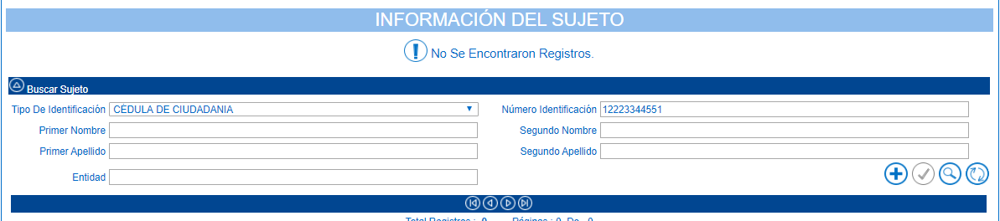 INFORMACIÓN DEL SUJETO
No Se Encontraron Registros.
Buscar Sujeto
Tipo De Identificación CÉDULA DE CIUDADANIA Número Identificación 12223344551
Primer Nombre Segundo Nombre
Primer Apellido Segundo Apellido
Entidad
Total Registros : 0 Páginas : 0 De 0